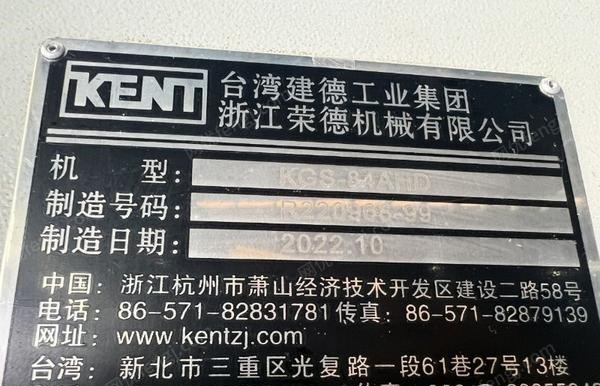 KENT
台湾建德工业集团
浙江荣德机械有限公司
机 型: KGS-84AHD
制造号码: R220966-99
制造日期: 2022.10
中国: 浙江杭州市萧山经济技术开发区建设二路58号
电话: 86-571-82831781 传真: 86-571-82879139
网址: www.kentzj.com
台湾: 新北市三重区光复路一段61巷27号13楼